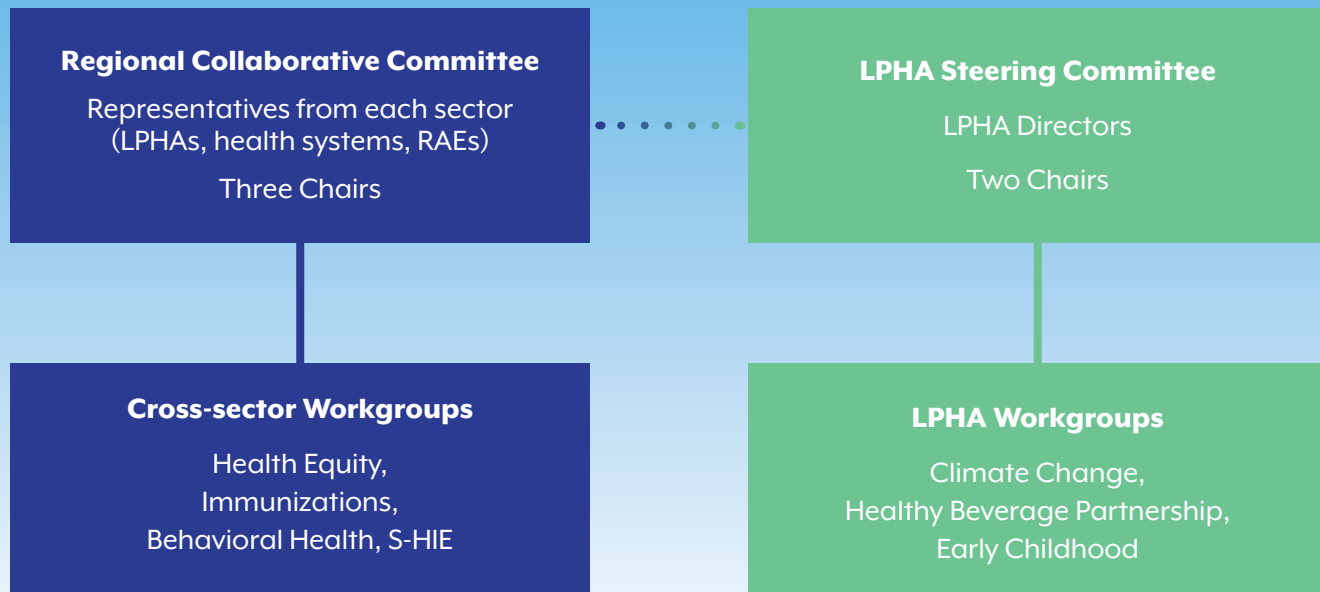 Regional Collaborative Committee
Representatives from each sector
(LPHAs, health systems, RAEs)
Three Chairs
LPHA Steering Committee
LPHA Directors
Two Chairs
Cross-sector Workgroups
Health Equity,
Immunizations,
Behavioral Health, S-HIE
LPHA Workgroups
Climate Change,
Healthy Beverage Partnership,
Early Childhood